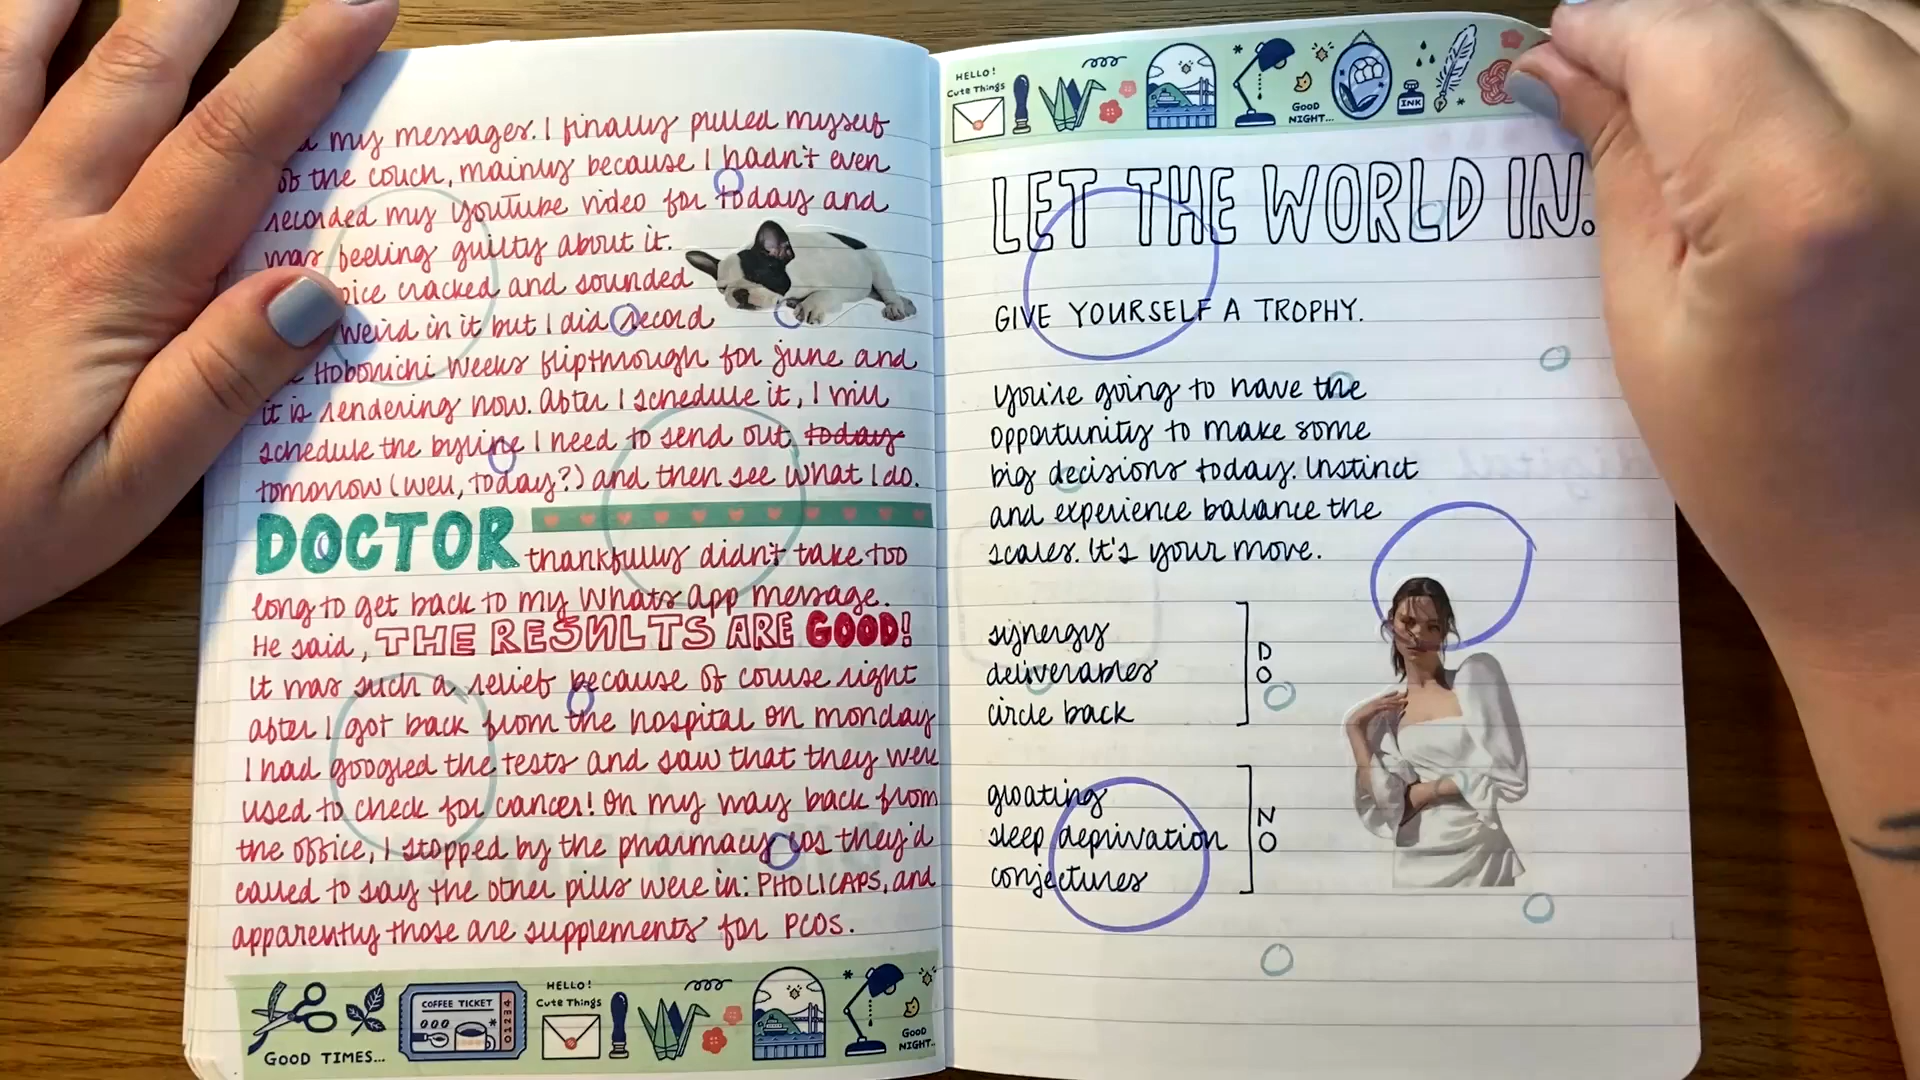 my messages. I finally pulled myself
of the couch, mainly because I hadn't even
recorded my YouTube video for today and
was feeling guilty about it.
voice cracked and sounded
weird in it but I did record
Hobonichi Weeks flipthrough for june and
it is rendering now. After I schedule it, I will
schedule the byline I need to send out today
tomorrow (well, today?) and then see what I do.
DOCTOR thankfully didn't take too
long to get back to my Whats app message.
He said, THE RESULTS ARE GOOD!
It was such a relief because of course right
after I got back from the hospital on monday
I had googled the tests and saw that they were
used to check for cancer! On my way back from
the office, I stopped by the pharmacy cos they'd
called to say the other pills were in: PHOLICAPS, and
apparently those are supplements for PCOS.
GOOD TIMES...
COFFEE TICKET
01234
HELLO!
Cute Things
GOOD
NIGHT..
HELLO!
Cute Things
GOOD
NIGHT...
INK
LET THE WORLD IN.
GIVE YOURSELF A TROPHY.
You're going to have the
opportunity to make some
big decisions today. Instinct
and experience balance the
scales. It's your move.
synergy
deliverables
circle back
DO
gloating
sleep deprivation
conjectures
NO